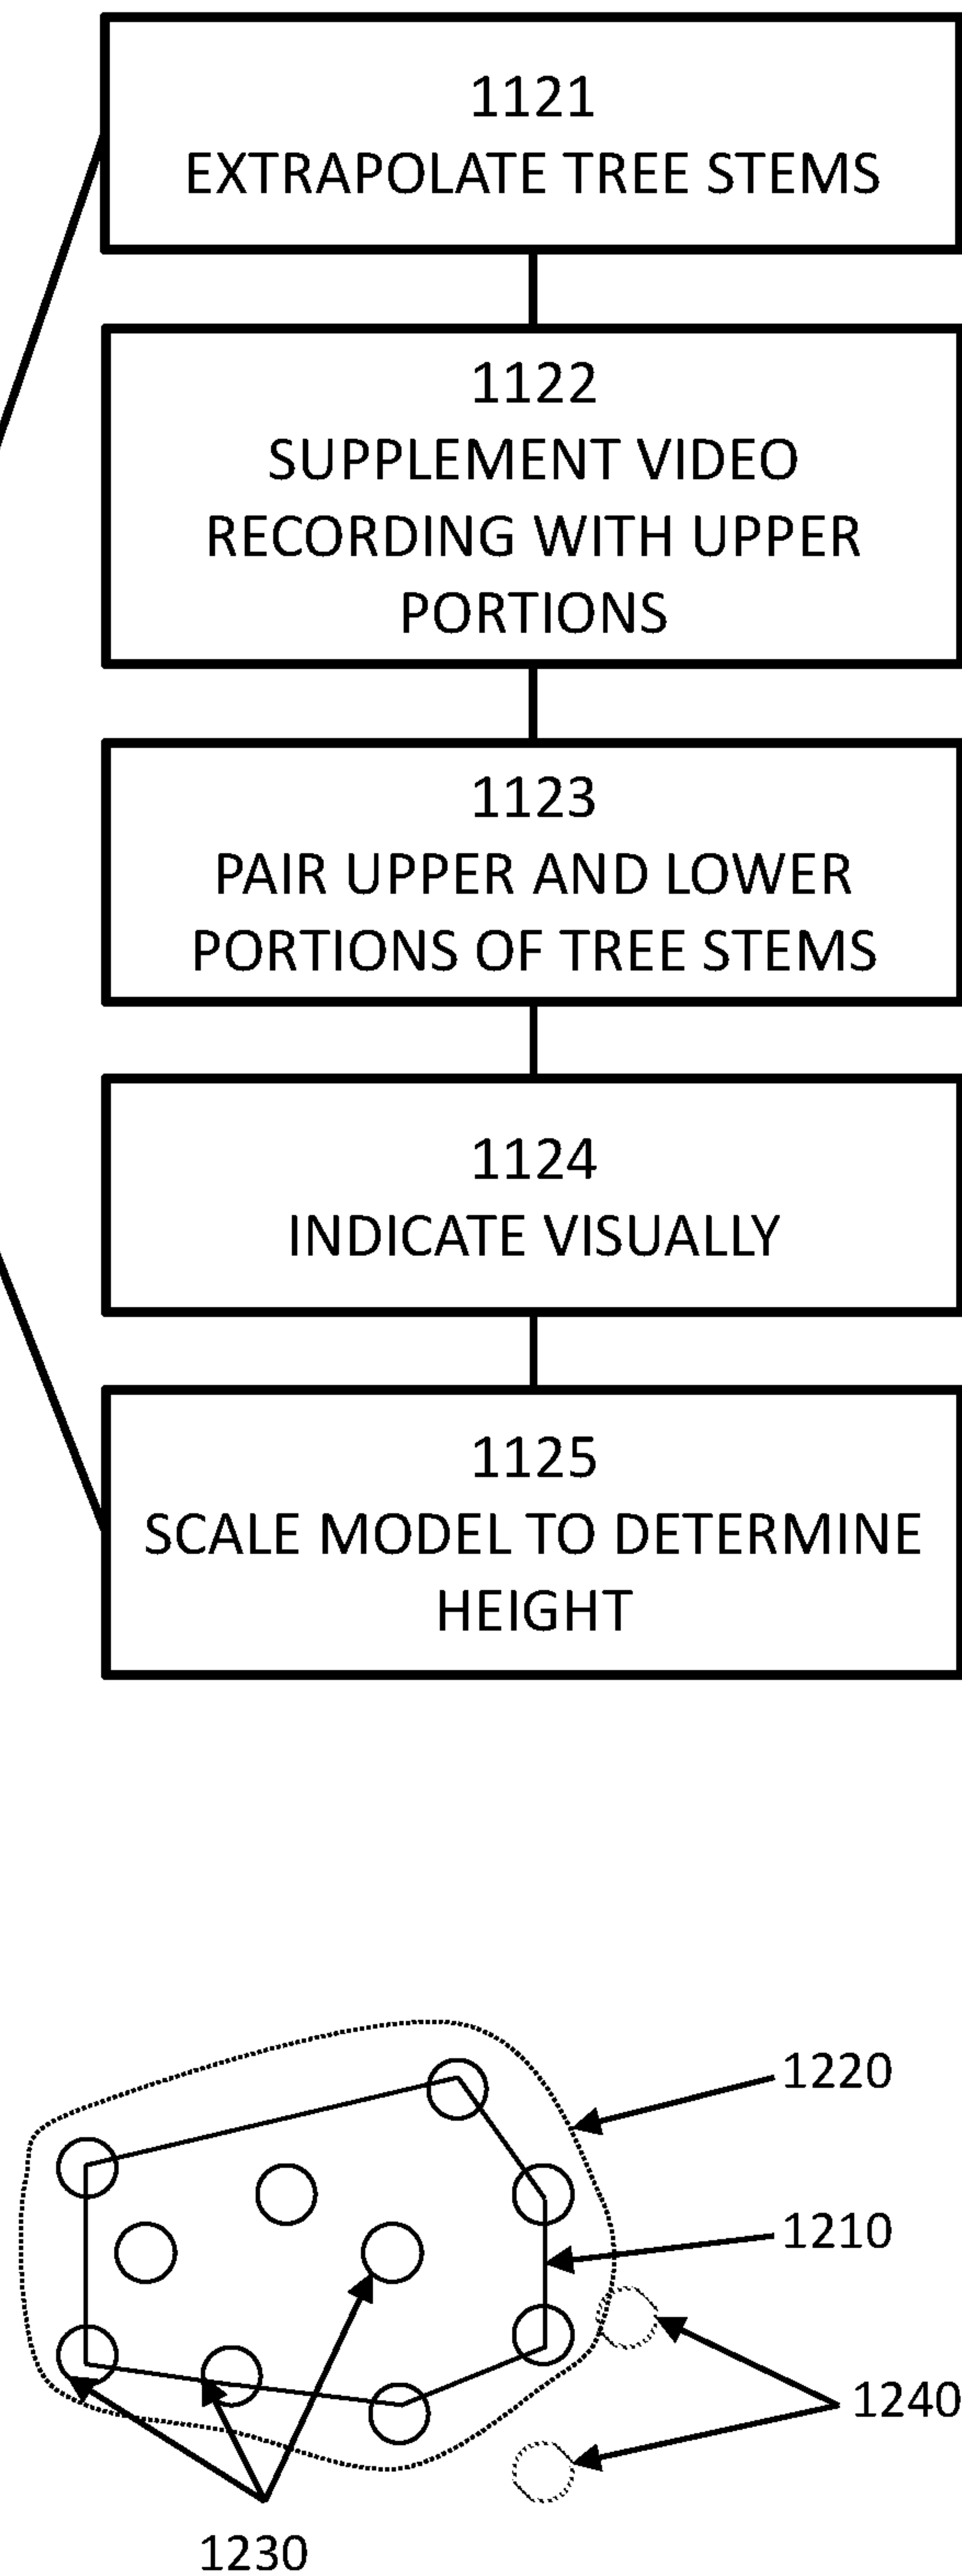 1121
EXTRAPOLATE TREE STEMS
1122
SUPPLEMENT VIDEO
RECORDING WITH UPPER
PORTIONS
1123
PAIR UPPER AND LOWER
PORTIONS OF TREE STEMS
1124
INDICATE VISUALLY
1125
SCALE MODEL TO DETERMINE
HEIGHT
1220
1210
1240
1230